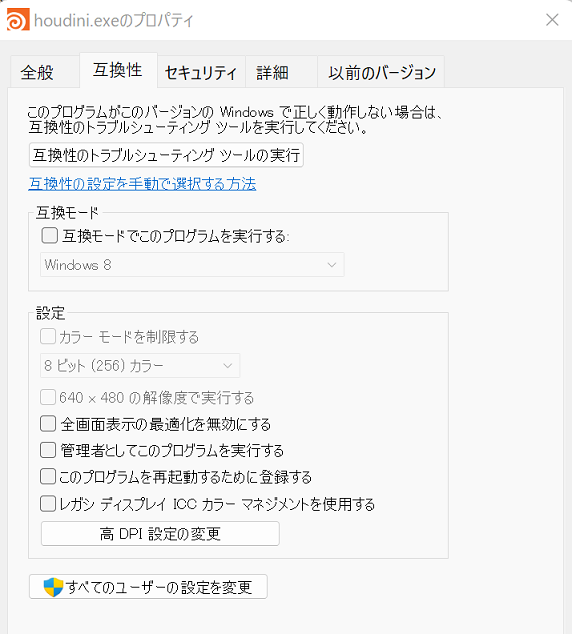 houdini.exeのプロパティ
全般 互換性 セキュリティ 詳細 以前のバージョン
このプログラムがこのバージョンの Windows で正しく動作しない場合は、
互換性のトラブルシューティング ツールを実行してください。
互換性のトラブルシューティング ツールの実行
互換性の設定を手動で選択する方法
互換モード
互換モードでこのプログラムを実行する:
Windows 8
設定
カラー モードを制限する
8 ビット (256) カラー
640 x 480 の解像度で実行する
全画面表示の最適化を無効にする
管理者としてこのプログラムを実行する
このプログラムを再起動するために登録する
レガシ ディスプレイ ICC カラー マネジメントを使用する
高 DPI 設定の変更
すべてのユーザーの設定を変更